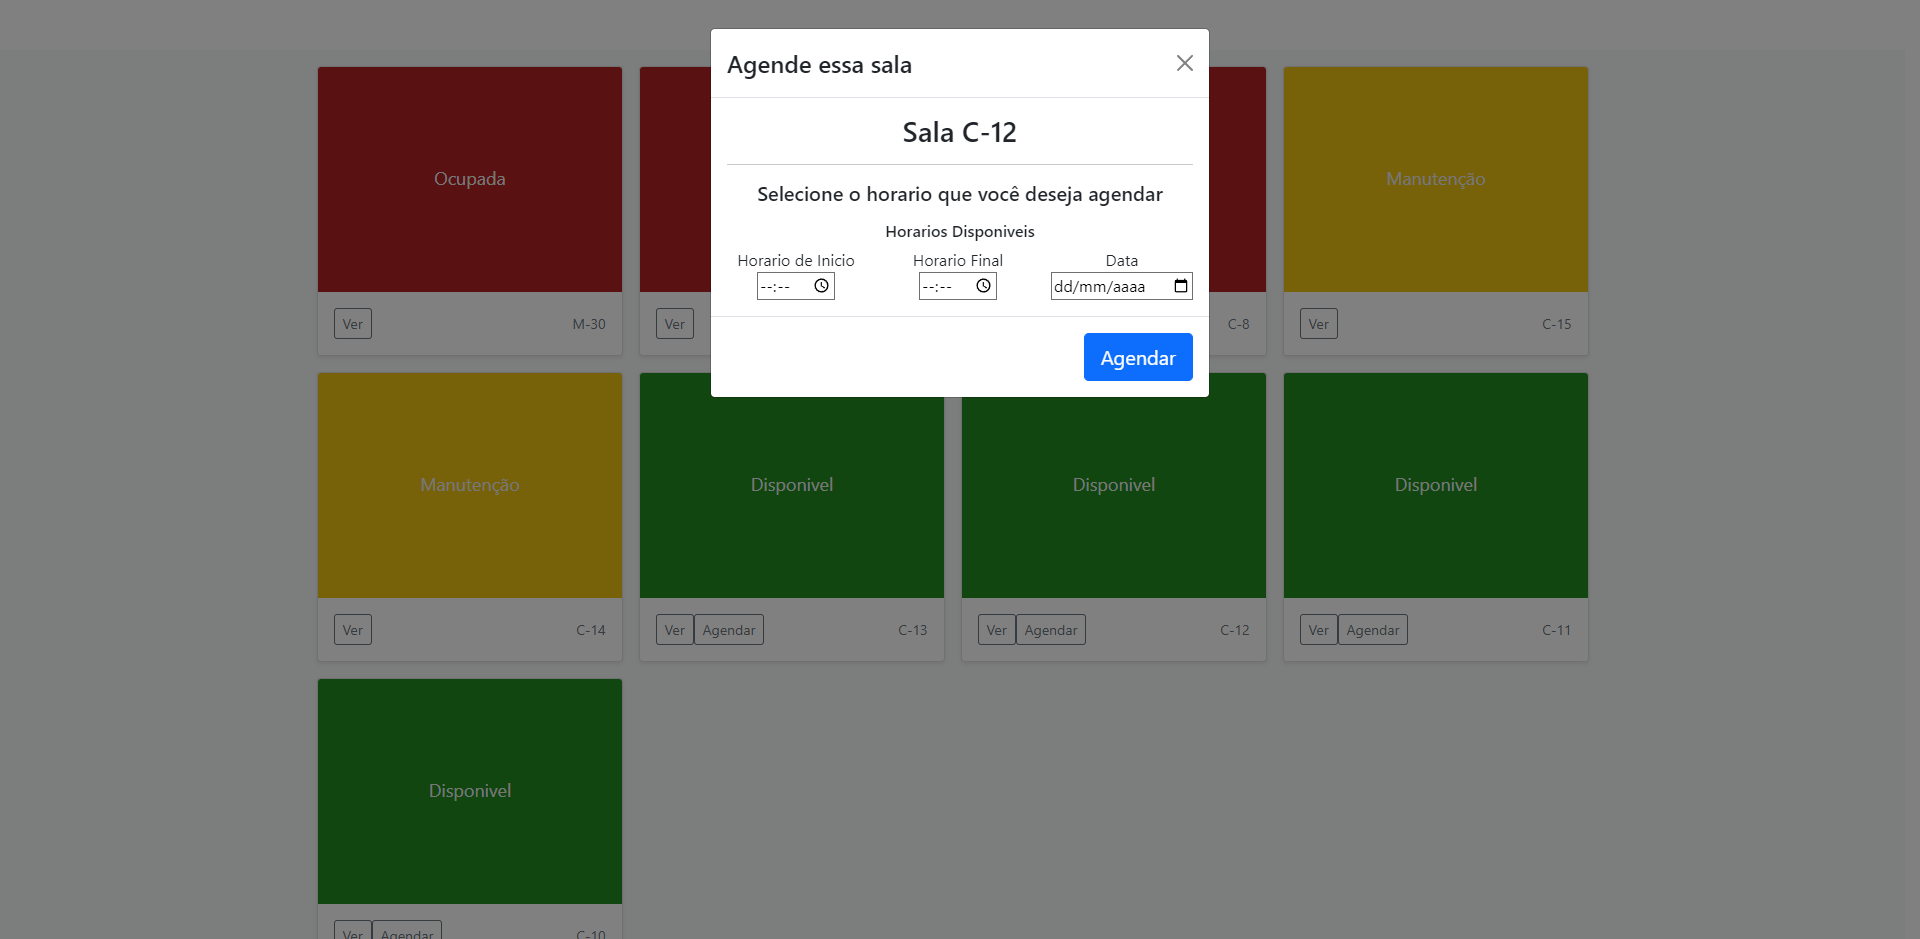 Agende essa sala
Sala C-12
Selecione o horario que você deseja agendar
Horarios Disponiveis
Horario de Inicio Horario Final Data
--:-- --:-- dd/mm/aaaa
Agendar
Ocupada Manutenção
Ver M-30 Ver C-8 Ver C-15
Manutenção Disponivel Disponivel Disponivel
Ver C-14 Ver Agendar C-13 Ver Agendar C-12 Ver Agendar C-11
Disponivel
Ver Agendar C-10